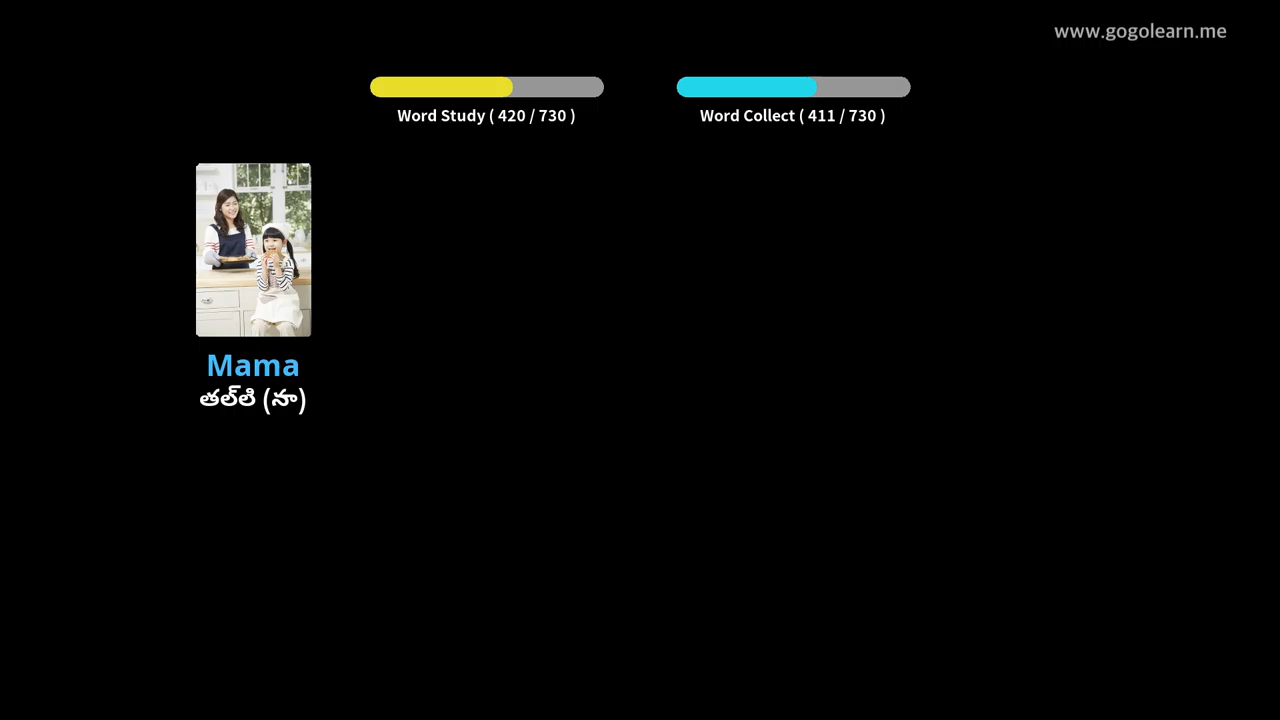 www.gogolearn.me
Word Study ( 420 / 730 )
Word Collect ( 411 / 730 )
Mama
తల్‌లి (నా)